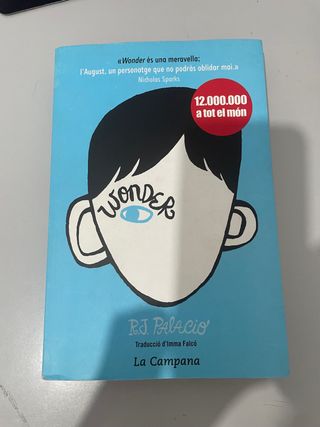 «Wonder és una meravella;
l'August, un personatge que no podràs oblidar mai.»
Nicholas Sparks
12.000.000
a tot el món
WONDER
R.J. PALACIO
Traducció d'Imma Falcó
La Campana